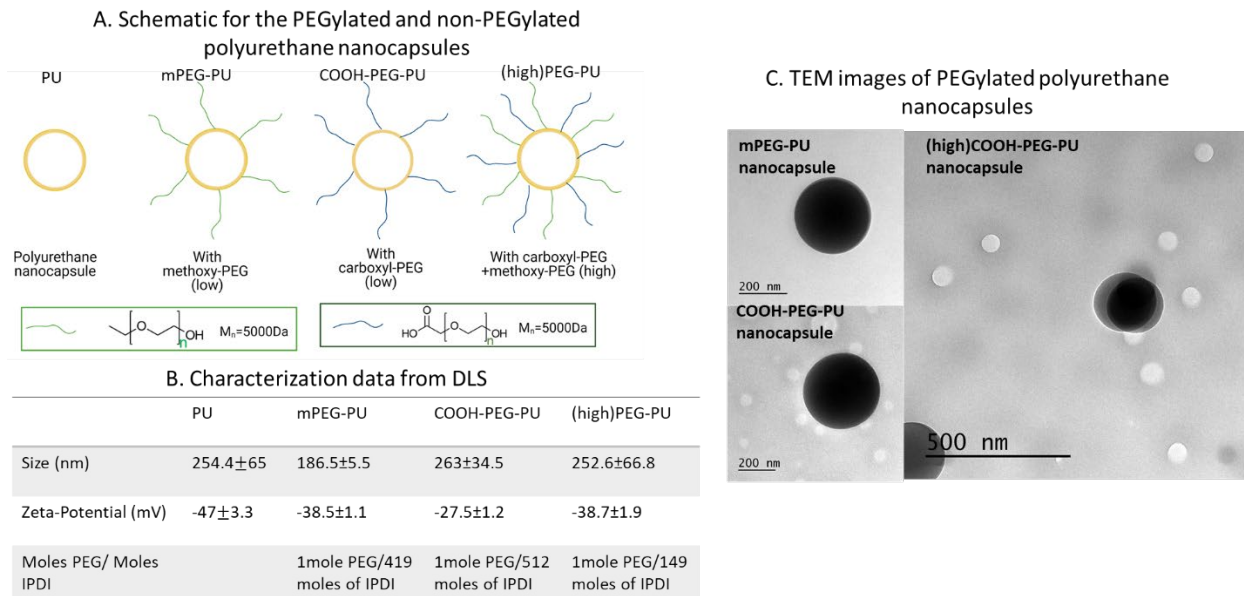 A. Schematic for the PEGylated and non-PEGylated
polyurethane nanocapsules
PU
mPEG-PU
COOH-PEG-PU
(high)PEG-PU
Polyurethane
nanocapsule
With
methoxy-PEG
(low)
With
carboxyl-PEG
(low)
With carboxyl-PEG
+methoxy-PEG (high)
O OH n Mn=5000Da
HO O O OH n Mn=5000Da
B. Characterization data from DLS
PU mPEG-PU COOH-PEG-PU (high)PEG-PU
Size (nm) 254.4±65 186.5±5.5 263±34.5 252.6±66.8
Zeta-Potential (mV) -47±3.3 -38.5±1.1 -27.5±1.2 -38.7±1.9
Moles PEG/ Moles 1mole PEG/419 1mole PEG/512 1mole PEG/149
IPDI moles of IPDI moles of IPDI moles of IPDI
C. TEM images of PEGylated polyurethane
nanocapsules
mPEG-PU
nanocapsule
200 nm
COOH-PEG-PU
nanocapsule
200 nm
(high)COOH-PEG-PU
nanocapsule
500 nm